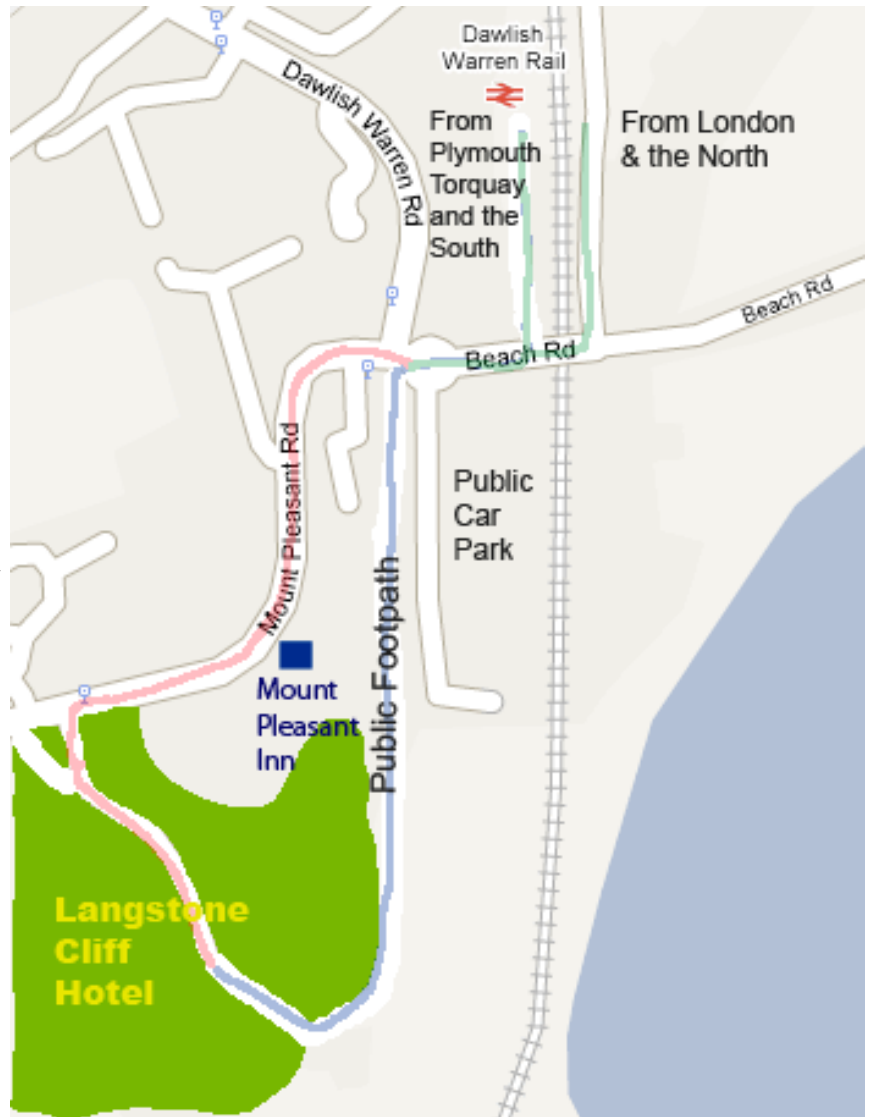 Dawlish
Warren Rail
Dawlish Warren Rd
From
Plymouth
Torquay
and the
South
From London
& the North
Beach Rd
Beach Rd
Mount Pleasant Rd
Public
Car
Park
Public Footpath
Mount
Pleasant
Inn
Langstone
Cliff
Hotel